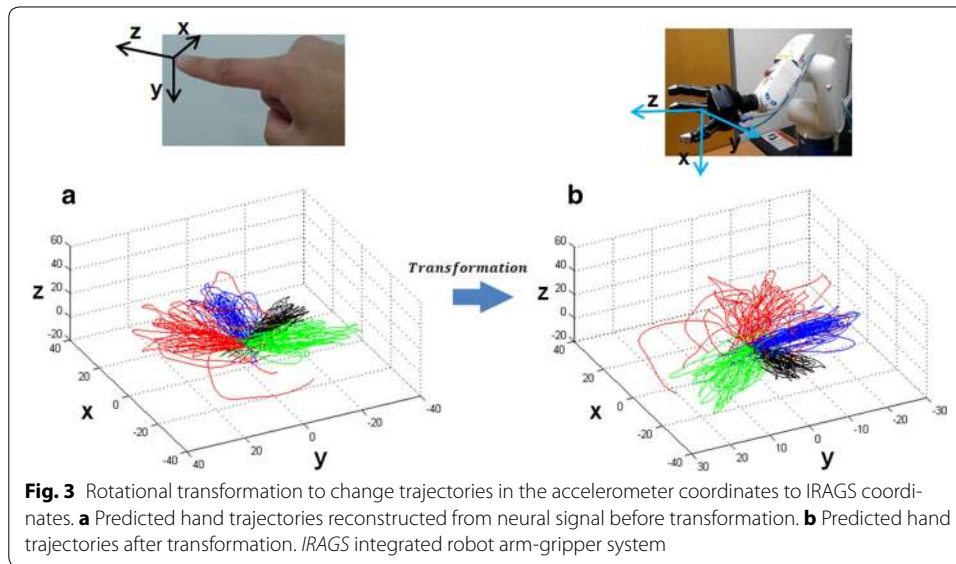 x
z
y
z
y
x
a
b
60
40
20
0
-20
40
20
0
-20
-40
40
20
0
-20
-40
z
x
y
Transformation
60
40
20
0
-20
40
20
0
-20
-40
30
20
10
0
-10
-20
-30
z
x
y
Fig. 3 Rotational transformation to change trajectories in the accelerometer coordinates to IRAGS coordi-
nates. a Predicted hand trajectories reconstructed from neural signal before transformation. b Predicted hand
trajectories after transformation. IRAGS integrated robot arm-gripper system